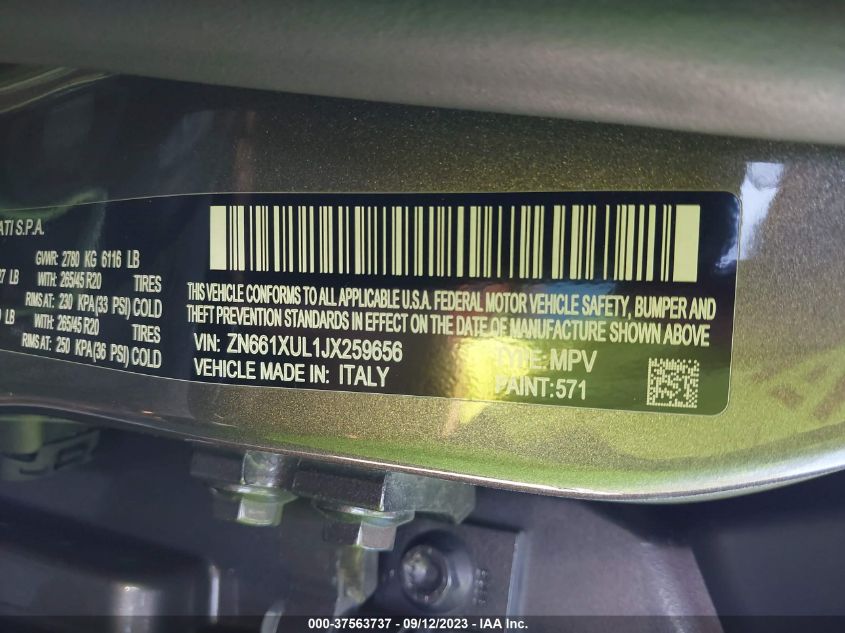 ATI S.P.A.
GVWR: 2780 KG 6116 LB
27 LB WITH: 265/45 R20 TIRES
RIMS AT: 230 KPA(33 PSI) COLD
LB WITH: 265/45 R20 TIRES
RIMS AT: 250 KPA(36 PSI) COLD
THIS VEHICLE CONFORMS TO ALL APPLICABLE U.S.A. FEDERAL MOTOR VEHICLE SAFETY, BUMPER AND
THEFT PREVENTION STANDARDS IN EFFECT ON THE DATE OF MANUFACTURE SHOWN ABOVE
VIN: ZN661XUL1JX259656 TYPE: MPV
VEHICLE MADE IN: ITALY PAINT:571
000-37563737 - 09/12/2023 - IAA Inc.